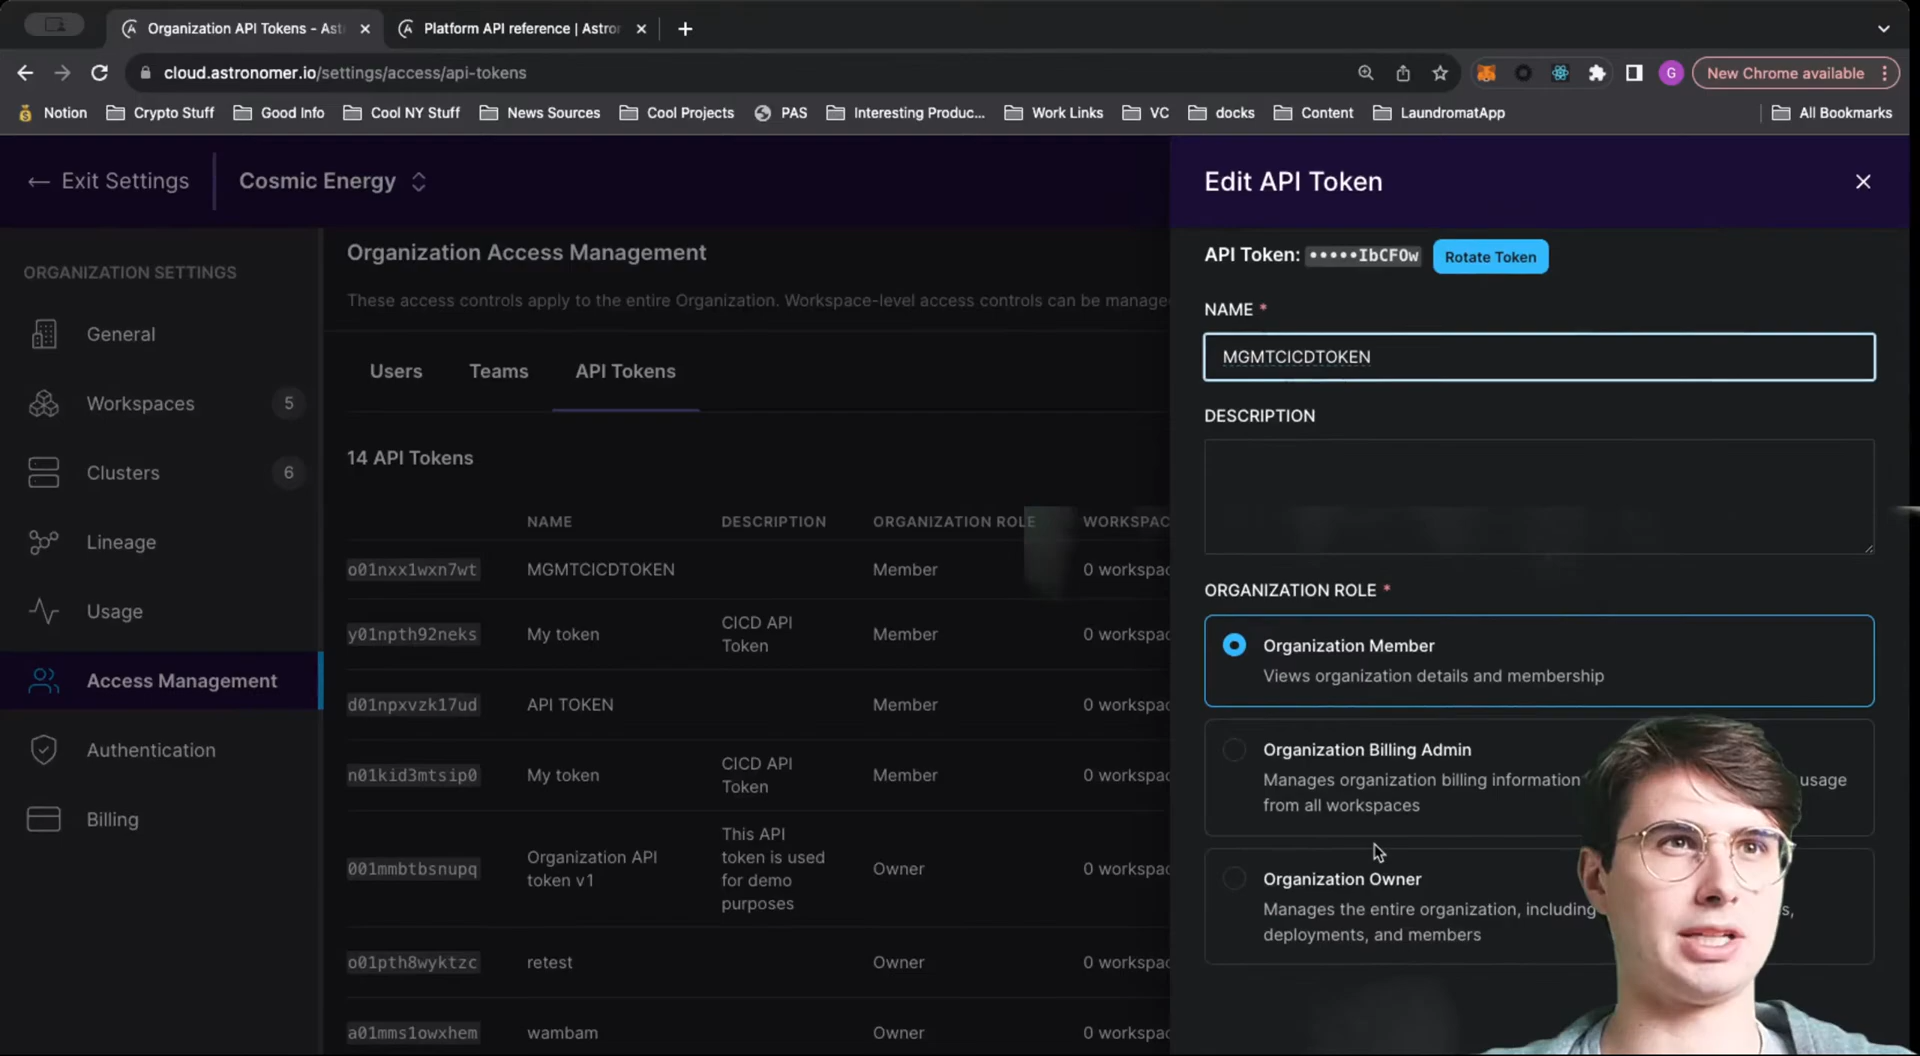 Organization API Tokens - Ast
Platform API reference | Astror
cloud.astronomer.io/settings/access/api-tokens
G
New Chrome available
Notion
Crypto Stuff
Good Info
Cool NY Stuff
News Sources
Cool Projects
PAS
Interesting Produc...
Work Links
VC
docks
Content
LaundromatApp
All Bookmarks
← Exit Settings
Cosmic Energy
ORGANIZATION SETTINGS
General
Workspaces
5
Clusters
6
Lineage
Usage
Access Management
Authentication
Billing
Organization Access Management
These access controls apply to the entire Organization. Workspace-level access controls can be manage
Users
Teams
API Tokens
14 API Tokens
NAME
DESCRIPTION
ORGANIZATION ROLE
WORKSPAC
o01nxx1wxn7wt
MGMTCICDTOKEN
Member
0 workspac
y01npth92neks
My token
CICD API
Token
Member
0 workspac
d01npxvzk17ud
API TOKEN
Member
0 workspac
n01kid3mtsip0
My token
CICD API
Token
Member
0 workspac
001mmbtbsnupq
Organization API
token v1
This API
token is used
for demo
purposes
Owner
0 workspac
o01pth8wyktzc
retest
Owner
0 workspac
a01mms1owxhem
wambam
Owner
0 workspac
Edit API Token
API Token: •••••IbCFOw
Rotate Token
NAME *
MGMTCICDTOKEN
DESCRIPTION
ORGANIZATION ROLE *
Organization Member
Views organization details and membership
Organization Billing Admin
Manages organization billing information usage
from all workspaces
Organization Owner
Manages the entire organization, including s,
deployments, and members